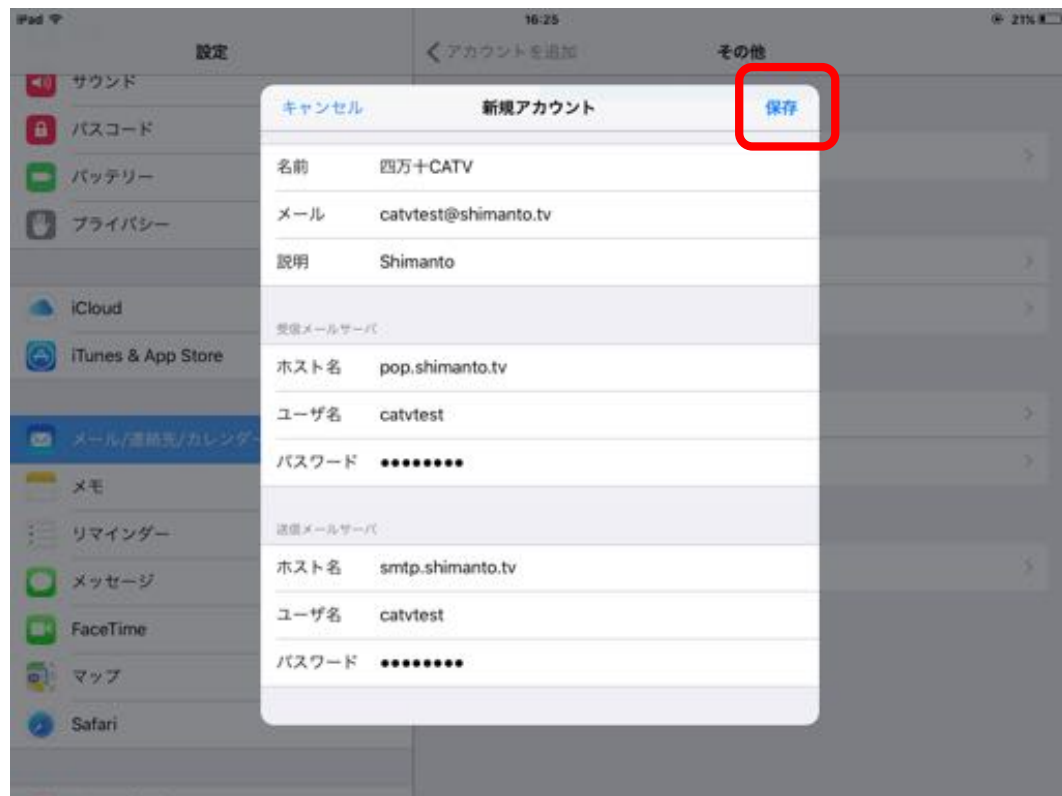 iPad 16:25 21%
設定 アカウントを追加 その他
サウンド
パスコード
バッテリー
プライバシー
iCloud
iTunes & App Store
メール/連絡先/カレンダー
メモ
リマインダー
メッセージ
FaceTime
マップ
Safari
キャンセル 新規アカウント 保存
名前 四万十CATV
メール catvtest@shimanto.tv
説明 Shimanto
受信メールサーバ
ホスト名 pop.shimanto.tv
ユーザ名 catvtest
パスワード ●●●●●●●●
送信メールサーバ
ホスト名 smtp.shimanto.tv
ユーザ名 catvtest
パスワード ●●●●●●●●